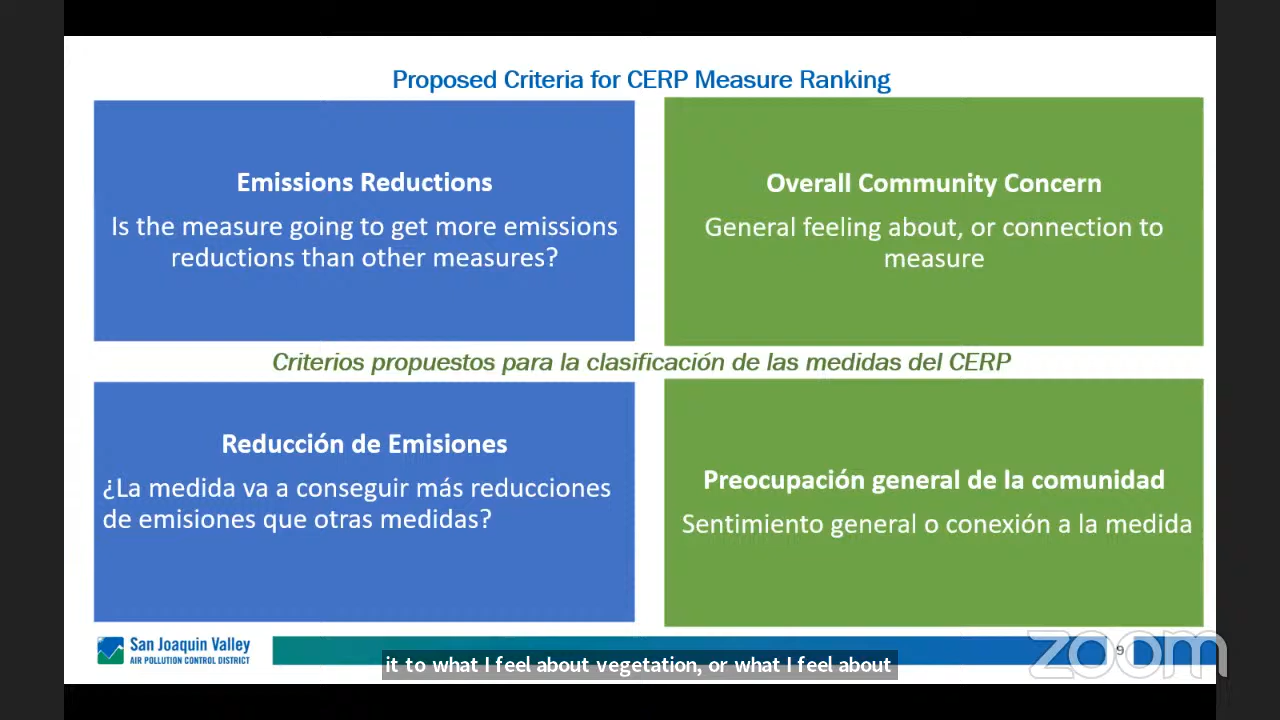 Proposed Criteria for CERP Measure Ranking
Emissions Reductions
Is the measure going to get more emissions
reductions than other measures?
Overall Community Concern
General feeling about, or connection to
measure
Criterios propuestos para la clasificación de las medidas del CERP
Reducción de Emisiones
¿La medida va a conseguir más reducciones
de emisiones que otras medidas?
Preocupación general de la comunidad
Sentimiento general o conexión a la medida
San Joaquin Valley
AIR POLLUTION CONTROL DISTRICT
it to what I feel about vegetation, or what I feel about
zoom
9